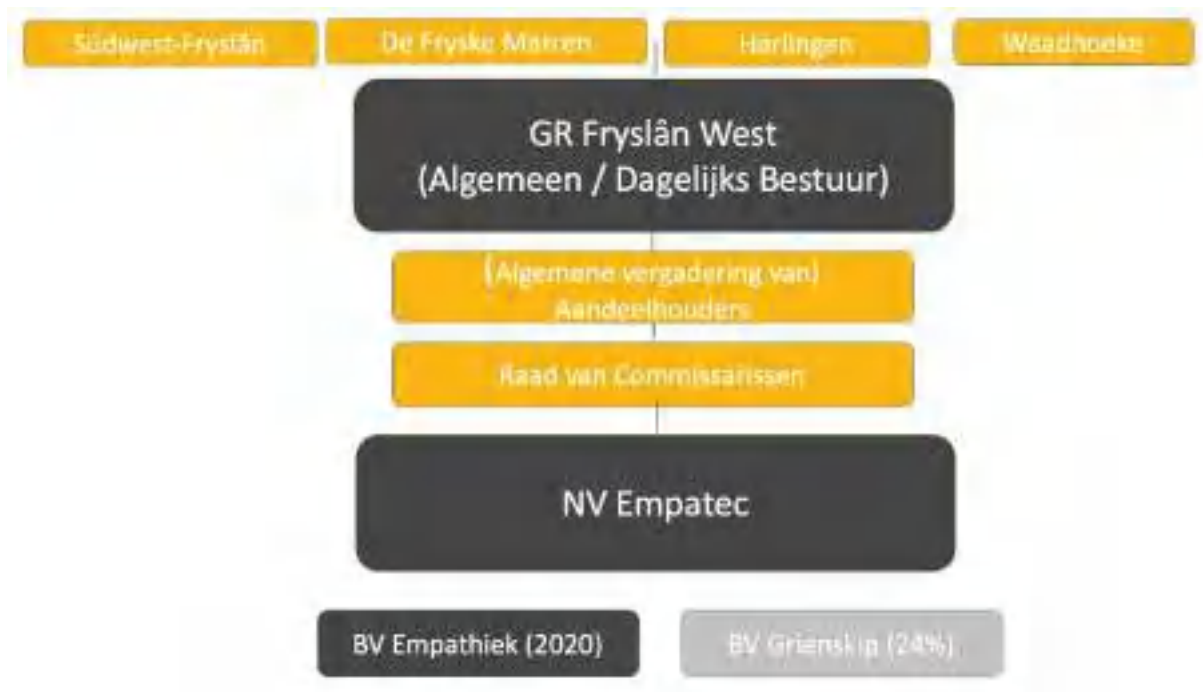 Súdwest-Fryslân
De Fryske Marren
Harlingen
Waadhoeke
GR Fryslân West
(Algemeen / Dagelijks Bestuur)
(Algemene vergadering van)
Aandeelhouders
Raad van Commissarissen
NV Empatec
BV Empathiek (2020)
BV Grienskip (24%)